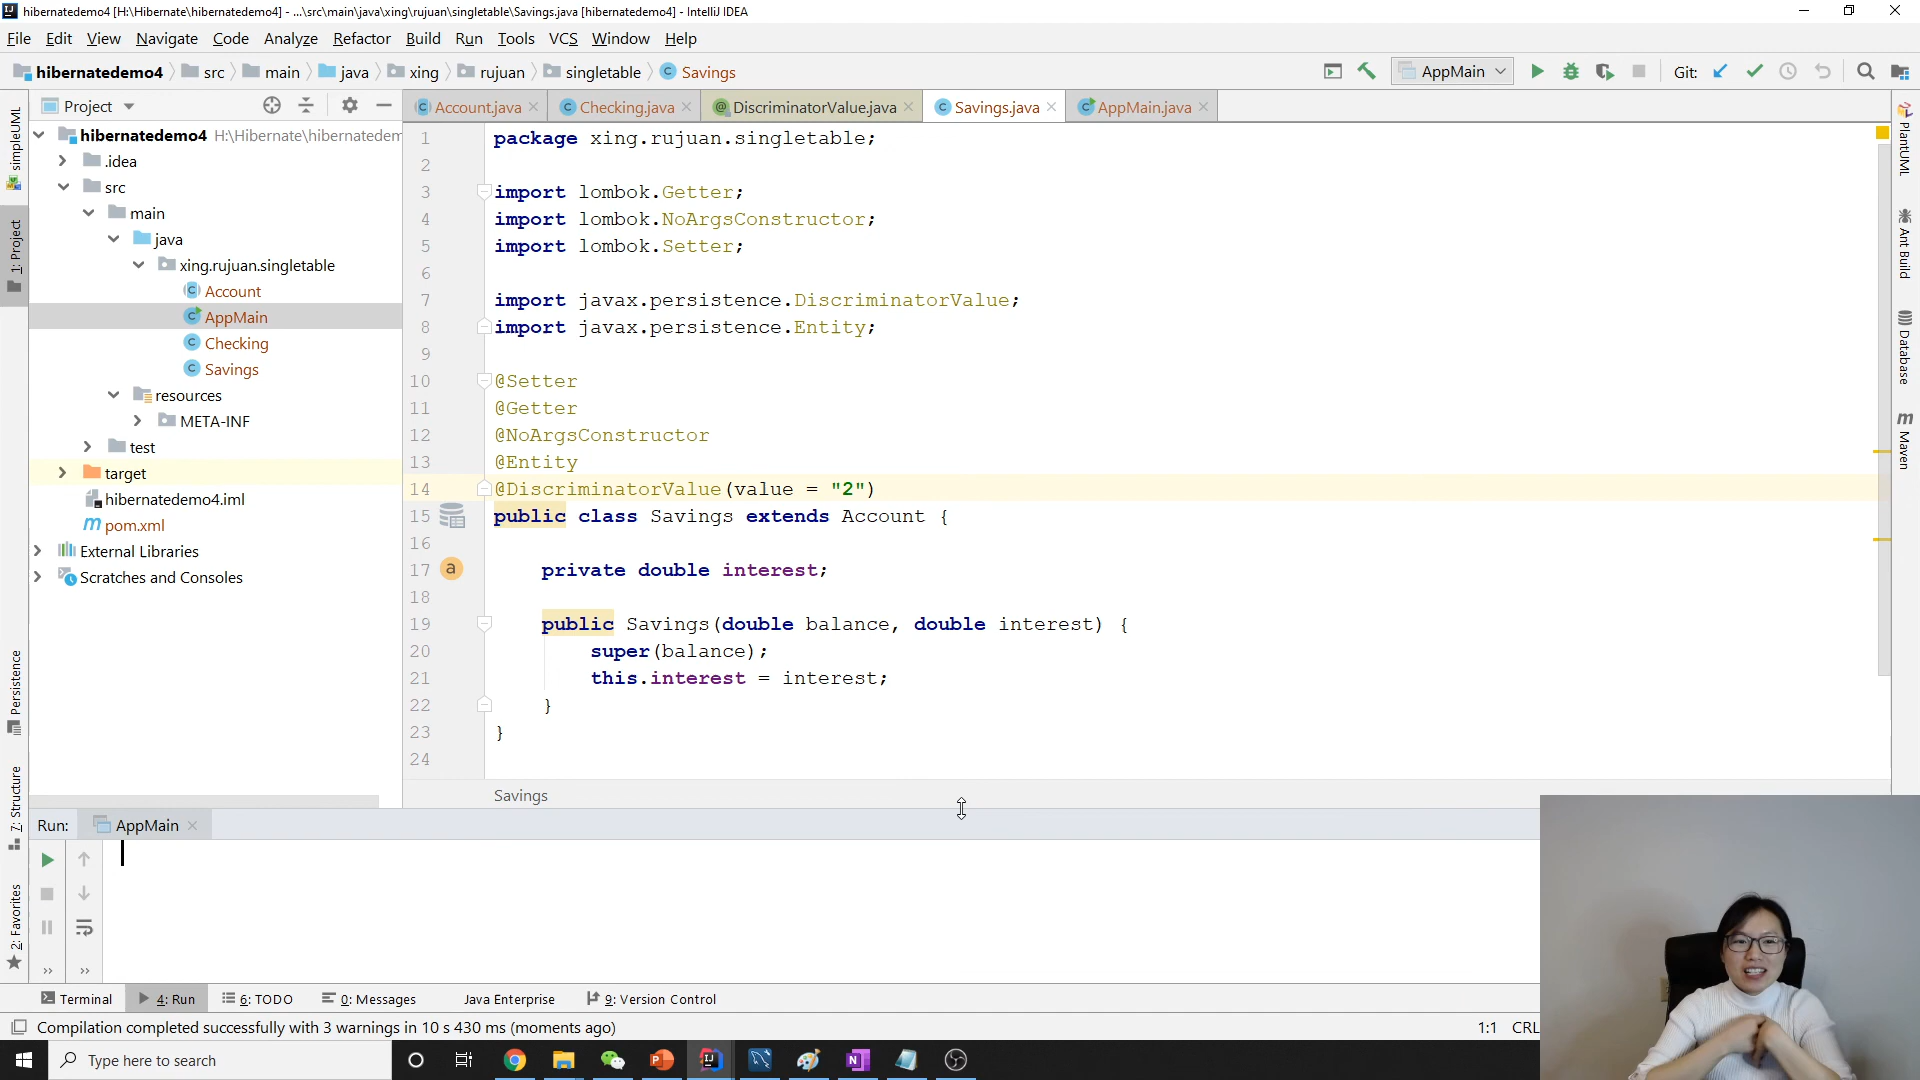 hibernatedemo4 [H:\Hibernate\hibernatedemo4] - ...\src\main\java\xing\rujuan\singletable\Savings.java [hibernatedemo4] - IntelliJ IDEA
File Edit View Navigate Code Analyze Refactor Build Run Tools VCS Window Help
hibernatedemo4 src main java xing rujuan singletable Savings AppMain Git:
Project Account.java Checking.java DiscriminatorValue.java Savings.java AppMain.java
hibernatedemo4 H:\Hibernate\hibernatedem
.idea
src
main
java
xing.rujuan.singletable
Account
AppMain
Checking
Savings
resources
META-INF
test
target
hibernatedemo4.iml
pom.xml
External Libraries
Scratches and Consoles
simpleUML
1: Project
Persistence
7: Structure
2: Favorites
1 package xing.rujuan.singletable;
2
3 import lombok.Getter;
4 import lombok.NoArgsConstructor;
5 import lombok.Setter;
6
7 import javax.persistence.DiscriminatorValue;
8 import javax.persistence.Entity;
9
10 @Setter
11 @Getter
12 @NoArgsConstructor
13 @Entity
14 @DiscriminatorValue(value = "2")
15 public class Savings extends Account {
16
17 private double interest;
18
19 public Savings(double balance, double interest) {
20 super(balance);
21 this.interest = interest;
22 }
23 }
24
Savings
PlantUML
Ant Build
Database
Maven
Run: AppMain
Terminal 4: Run 6: TODO 0: Messages Java Enterprise 9: Version Control
Compilation completed successfully with 3 warnings in 10 s 430 ms (moments ago) 1:1 CRL
Type here to search